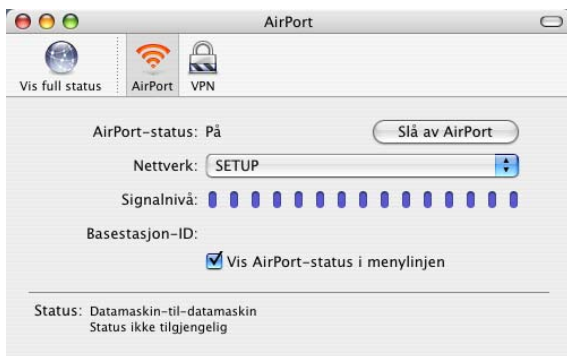 AirPort
Vis full status AirPort VPN
AirPort-status: På Slå av AirPort
Nettverk: SETUP
Signalnivå:
Basestasjon-ID:
Vis AirPort-status i menylinjen
Status: Datamaskin-til-datamaskin
Status ikke tilgjengelig